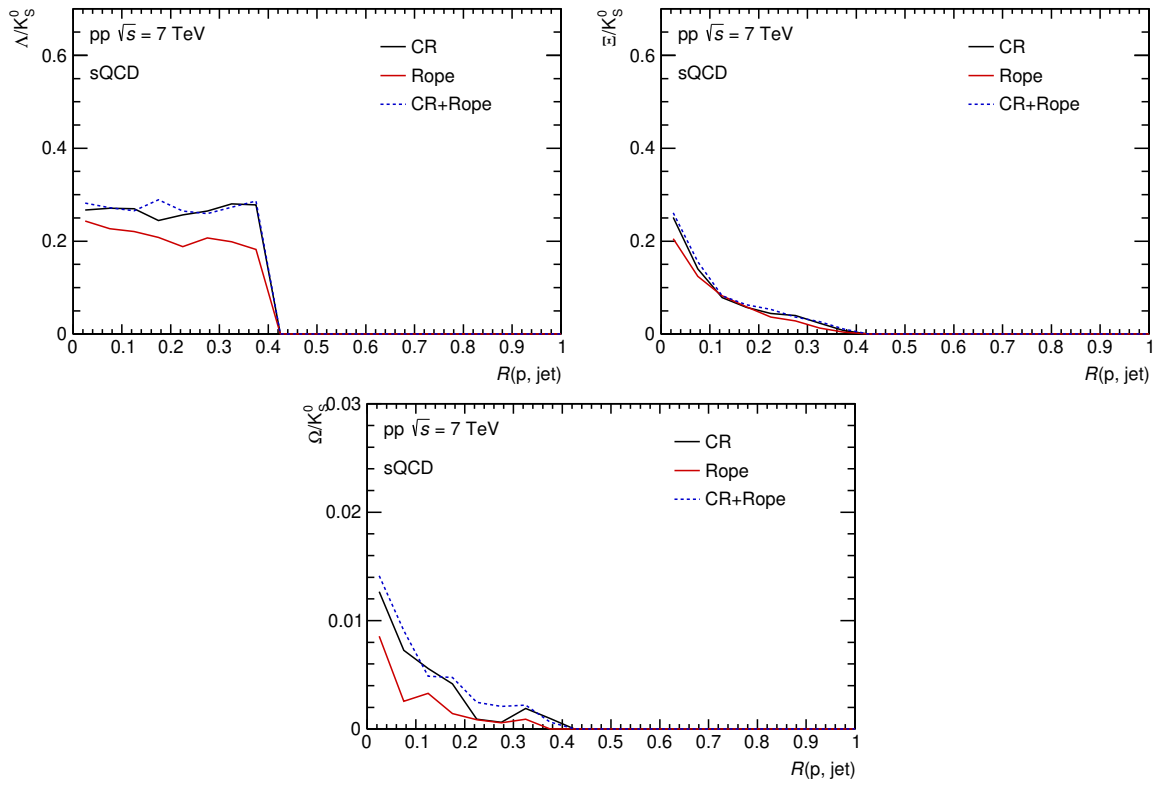 Λ/K⁰_S
pp √s = 7 TeV
sQCD
CR
Rope
CR+Rope
0.6
0.4
0.2
0
0 0.1 0.2 0.3 0.4 0.5 0.6 0.7 0.8 0.9 1
R(p, jet)
Ξ/K⁰_S
pp √s = 7 TeV
sQCD
CR
Rope
CR+Rope
0.6
0.4
0.2
0
0 0.1 0.2 0.3 0.4 0.5 0.6 0.7 0.8 0.9 1
R(p, jet)
Ω/K⁰_S
pp √s = 7 TeV
sQCD
CR
Rope
CR+Rope
0.03
0.02
0.01
0
0 0.1 0.2 0.3 0.4 0.5 0.6 0.7 0.8 0.9 1
R(p, jet)